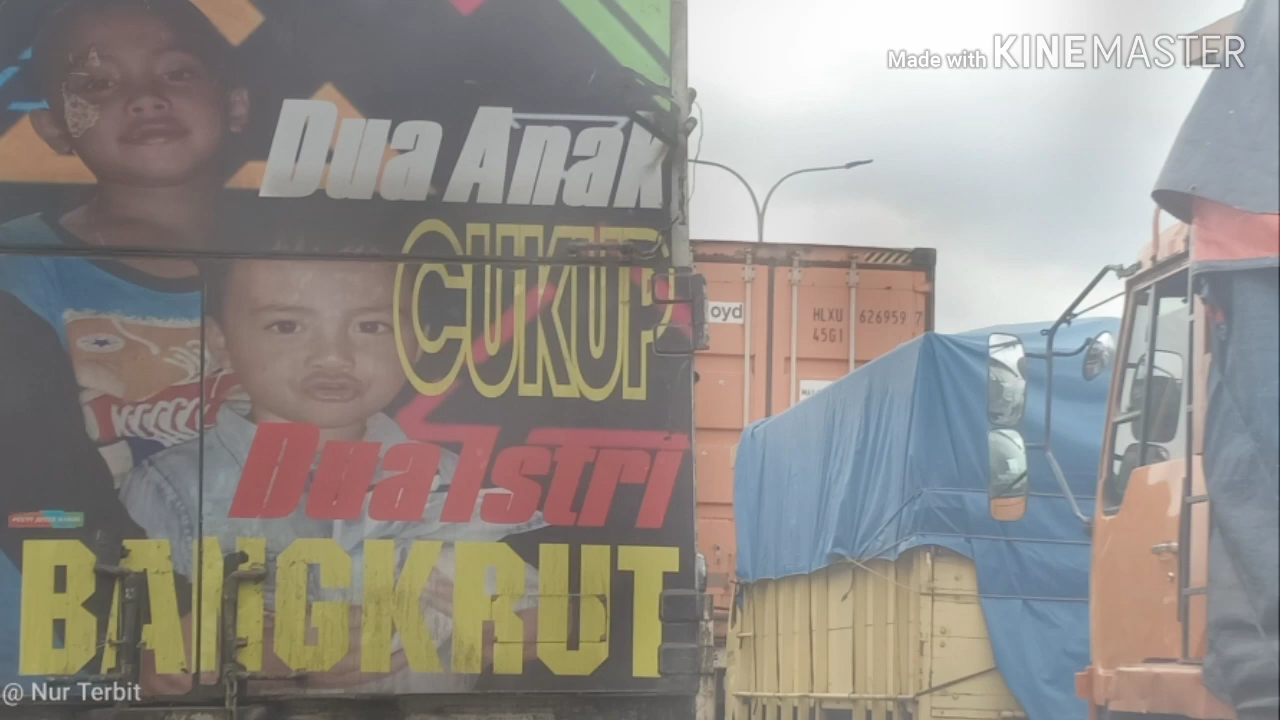 Made with KINEMASTER
Dua Anak
CUKUP
Dua Istri
BANGKRUT
oyd
HLXU 626959 7
45G1
@ Nur Terbit